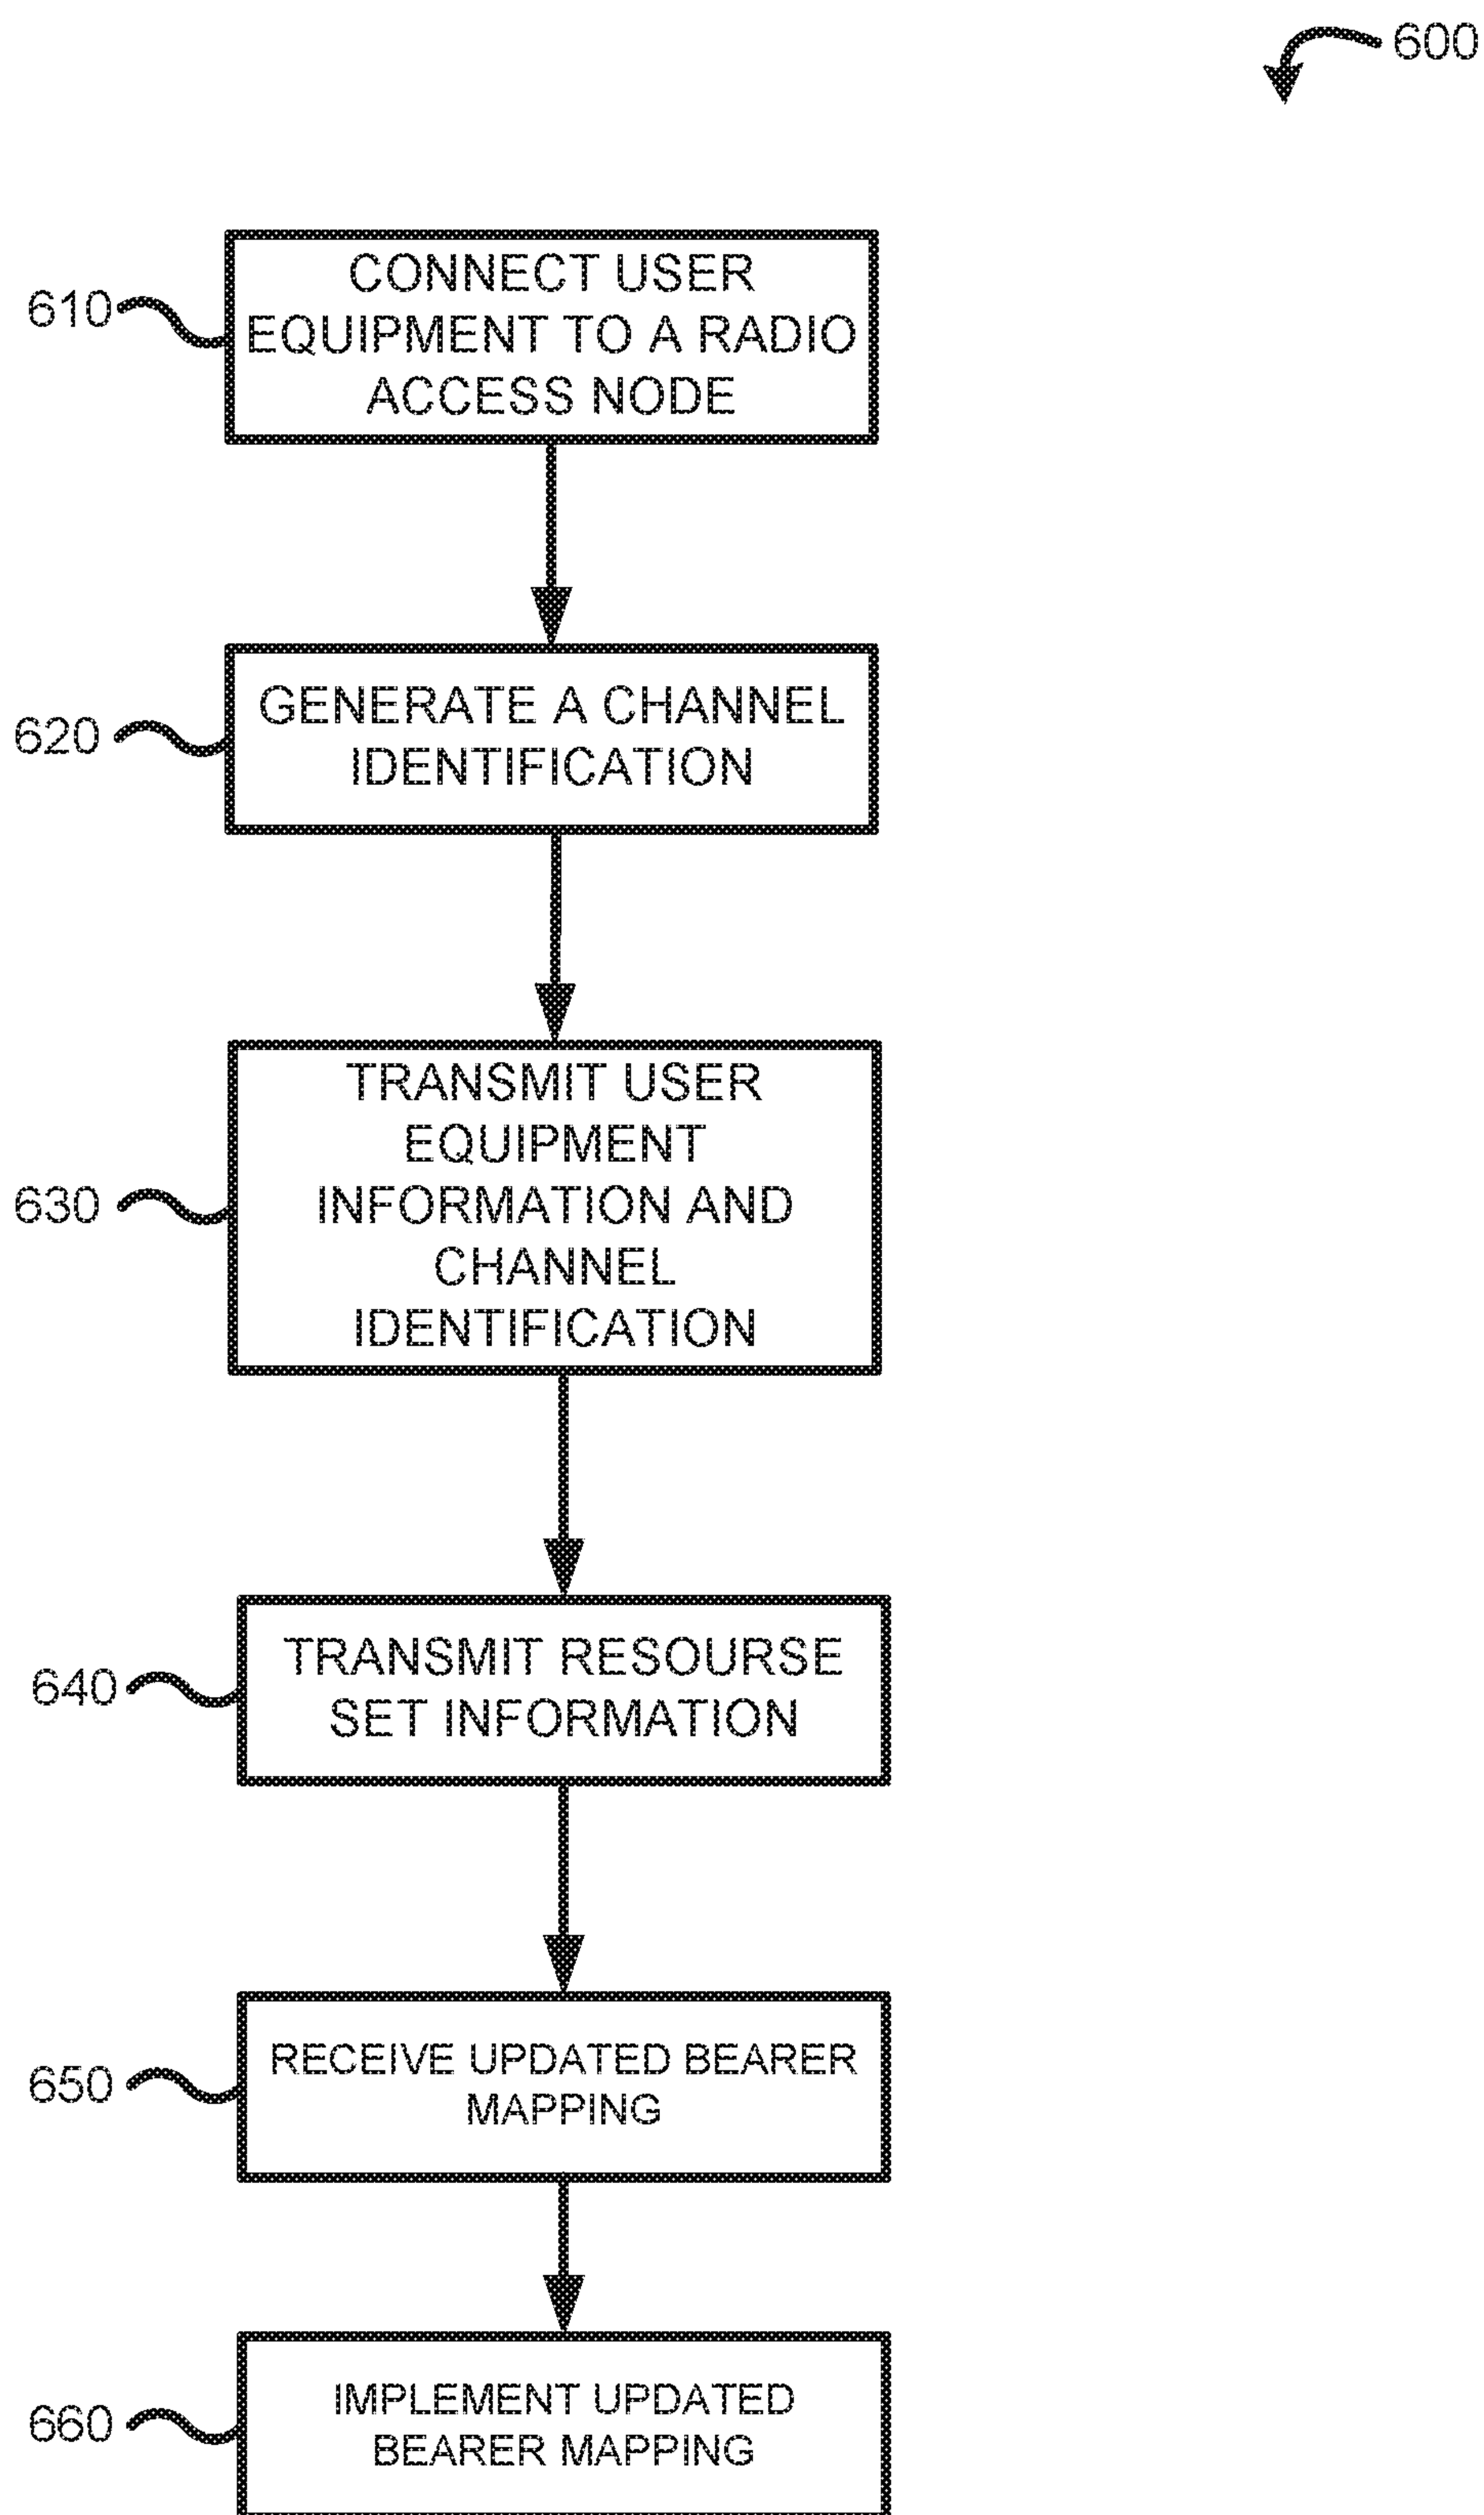 600
610
CONNECT USER
EQUIPMENT TO A RADIO
ACCESS NODE
620
GENERATE A CHANNEL
IDENTIFICATION
630
TRANSMIT USER
EQUIPMENT
INFORMATION AND
CHANNEL
IDENTIFICATION
640
TRANSMIT RESOURSE
SET INFORMATION
650
RECEIVE UPDATED BEARER
MAPPING
660
IMPLEMENT UPDATED
BEARER MAPPING